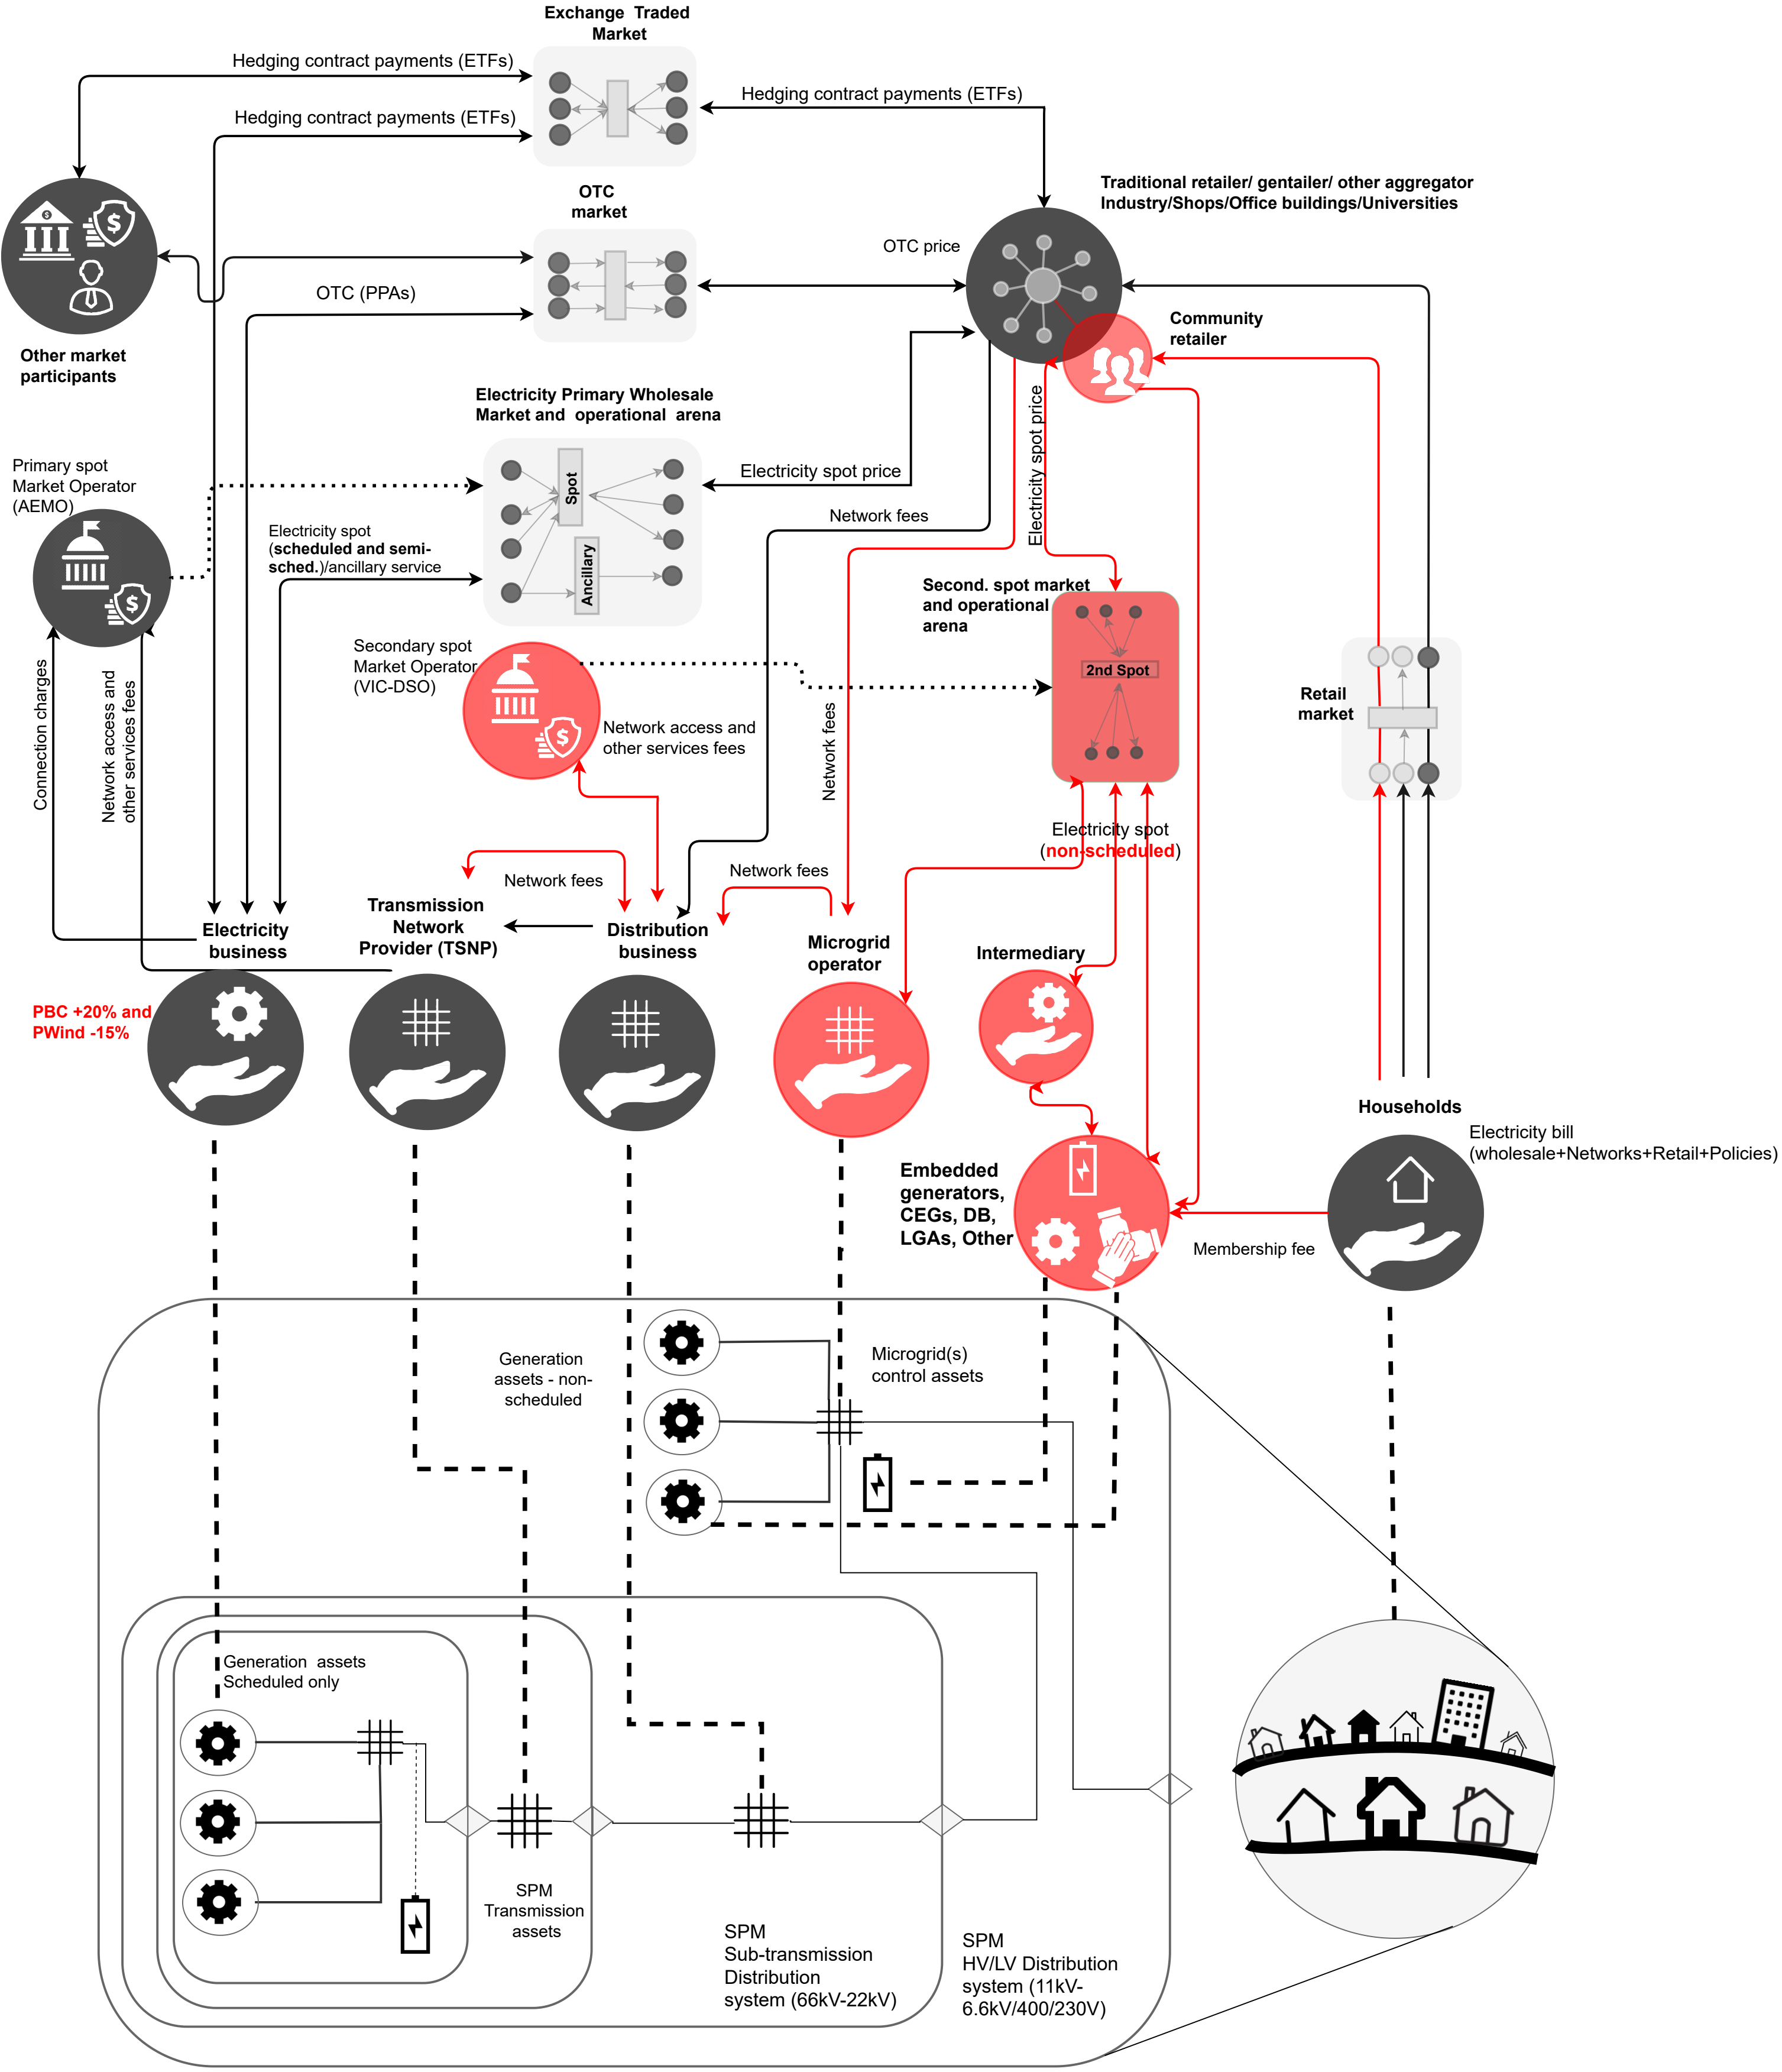 Exchange Traded
Market
Hedging contract payments (ETFs)
Hedging contract payments (ETFs)
Hedging contract payments (ETFs)
Traditional retailer/ gentailer/ other aggregator
Industry/Shops/Office buildings/Universities
OTC
market
OTC price
OTC (PPAs)
Community
retailer
Other market
participants
Electricity Primary Wholesale
Market and operational arena
Electricity spot price
Primary spot
Market Operator
(AEMO)
Spot
Electricity spot price
Network fees
Electricity spot
(scheduled and semi-
sched.)/ancillary service
Ancillary
Second. spot market
and operational
arena
Secondary spot
Market Operator
(VIC-DSO)
2nd Spot
Retail
market
Connection charges
Network access and
other services fees
Network access and
other services fees
Network fees
Electricity spot
(non-scheduled)
Network fees
Network fees
Transmission
Network
Provider (TSNP)
Electricity
business
Distribution
business
Microgrid
operator
Intermediary
PBC +20% and
PWind -15%
Households
Electricity bill
(wholesale+Networks+Retail+Policies)
Embedded
generators,
CEGs, DB,
LGAs, Other
Membership fee
Generation
assets - non-
scheduled
Microgrid(s)
control assets
Generation assets
Scheduled only
SPM
Transmission
assets
SPM
Sub-transmission
Distribution
system (66kV-22kV)
SPM
HV/LV Distribution
system (11kV-
6.6kV/400/230V)